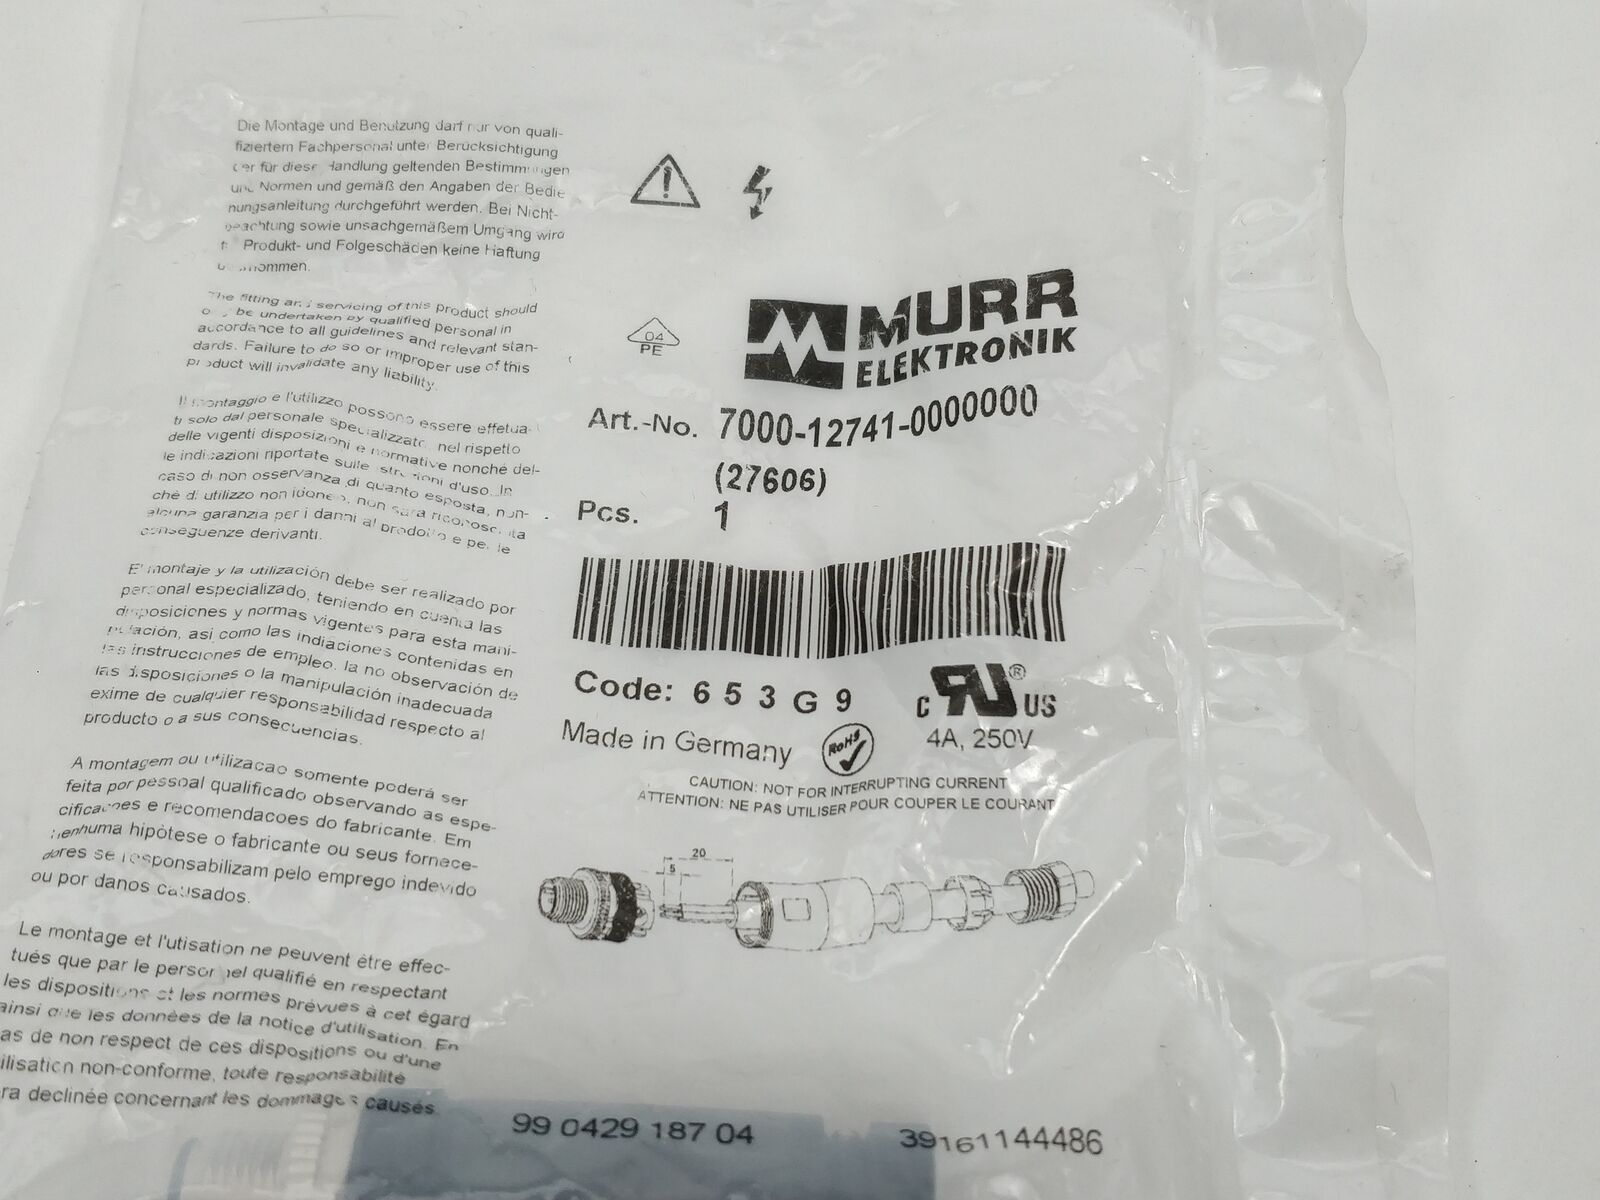 Die Montage und Benutzung darf nur von quali-
fiziertem Fachpersonal unter Berücksichtigung
der für diese Handlung geltenden Bestimmungen
und Normen und gemäß den Angaben der Bedie
nungsanleitung durchgeführt werden. Bei Nicht-
beachtung sowie unsachgemäßem Umgang wird
Produkt- und Folgeschäden keine Haftung
The fitting and servicing of this product should
be undertaken by qualified personal in
accordance to all guidelines and relevant stan-
dards. Failure to do so or improper use of this
product will invalidate any liability.
Il montaggio e l'utilizzo possono essere effetua-
ti solo dal personale specializzato nel rispetto
delle vigenti disposizioni e normative nonché del-
le indicazioni riportate sulle istruzioni d'uso. In
caso di non osservanza di quanto esposta, non-
ché di utilizzo non idoneo, non sara riconosciuta
alcuna garanzia per i danni al prodotto e per le
conseguenze derivanti.
El montaje y la utilización debe ser realizado por
personal especializado, teniendo en cuenta las
disposiciones y normas vigentes para esta mani-
pulación, asi como las indiaciones contenidas en
las instrucciones de empleo. la no observación de
las disposiciones o la manipulación inadecuada
exime de cualquier responsabilidad respecto al
producto o a sus consecuencias.
A montagem ou utilizacao somente poderá ser
feita por pessoal qualificado observando as espe-
cificacoes e recomendacoes do fabricante. Em
nenhuma hipótese o fabricante ou seus fornece-
dores se responsabilizam pelo emprego indevido
ou por danos causados.
Le montage et l'utisation ne peuvent être effec-
tués que par le personnel qualifié en respectant
les dispositions et les normes prévues à cet égard
ainsi que les données de la notice d'utilisation. En
as de non respect de ces dispositions ou d'une
ilisation non-conforme, toute responsabilité
ra declinée concernant les dommages causés
04
PE
MURR
ELEKTRONIK
Art.-No. 7000-12741-0000000
(27606)
Pcs. 1
Code: 6 5 3 G 9
c RU ® US
Made in Germany RoHS 4A, 250V
CAUTION: NOT FOR INTERRUPTING CURRENT
ATTENTION: NE PAS UTILISER POUR COUPER LE COURANT
20
5
99 0429 187 04 39161144486